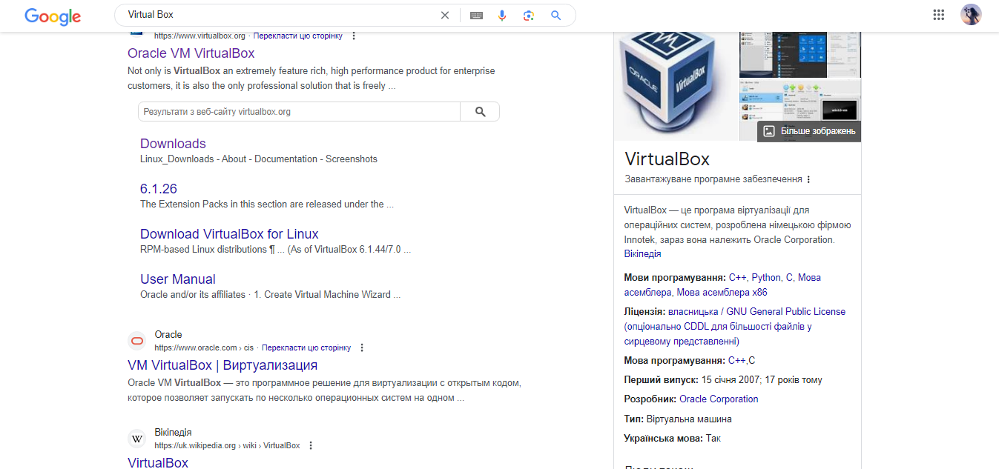 Google
Virtual Box
https://www.virtualbox.org · Перекласти цю сторінку
Oracle VM VirtualBox
Not only is VirtualBox an extremely feature rich, high performance product for enterprise
customers, it is also the only professional solution that is freely ...
Результати з веб-сайту virtualbox.org
Downloads
Linux_Downloads - About - Documentation - Screenshots
6.1.26
The Extension Packs in this section are released under the ...
Download VirtualBox for Linux
RPM-based Linux distributions ¶ ... (As of VirtualBox 6.1.44/7.0 ...
User Manual
Oracle and/or its affiliates · 1. Create Virtual Machine Wizard ...
Oracle
https://www.oracle.com › cis · Перекласти цю сторінку
VM VirtualBox | Виртуализация
Oracle VM VirtualBox — это программное решение для виртуализации с открытым кодом,
которое позволяет запускать по несколько операционных систем на одном ...
W
Вікіпедія
https://uk.wikipedia.org › wiki › VirtualBox
VirtualBox
ORACLE
VirtualBox
Більше зображень
VirtualBox
Завантажуване програмне забезпечення
VirtualBox — це програма віртуалізації для
операційних систем, розроблена німецькою фірмою
Innotek, зараз вона належить Oracle Corporation.
Вікіпедія
Мови програмування: C++, Python, C, Мова
асемблера, Мова асемблера x86
Ліцензія: власницька / GNU General Public License
(опціонально CDDL для більшості файлів у
сирцевому представленні)
Мова програмування: C++,C
Перший випуск: 15 січня 2007; 17 років тому
Розробник: Oracle Corporation
Тип: Віртуальна машина
Українська мова: Так